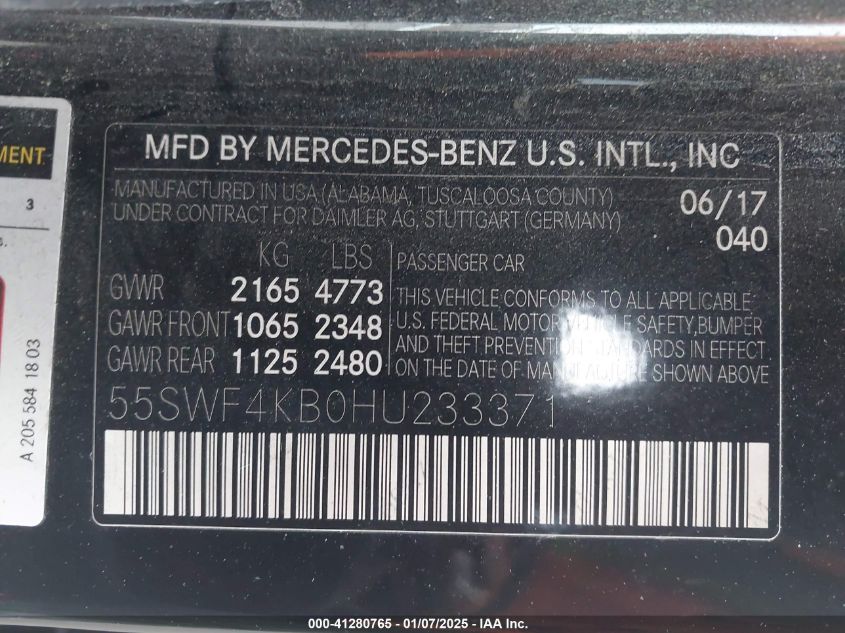 MENT
3
A 205 584 18 03
MFD BY MERCEDES-BENZ U.S. INTL., INC
MANUFACTURED IN USA (ALABAMA, TUSCALOOSA COUNTY)
UNDER CONTRACT FOR DAIMLER AG, STUTTGART (GERMANY)
06/17
040
KG LBS
GVWR 2165 4773
GAWR FRONT 1065 2348
GAWR REAR 1125 2480
PASSENGER CAR
THIS VEHICLE CONFORMS TO ALL APPLICABLE
U.S. FEDERAL MOTOR VEHICLE SAFETY, BUMPER
AND THEFT PREVENTION STANDARDS IN EFFECT
ON THE DATE OF MANUFACTURE SHOWN ABOVE
55SWF4KB0HU233371
000-41280765 | 01/07/2025 - IAA Inc.